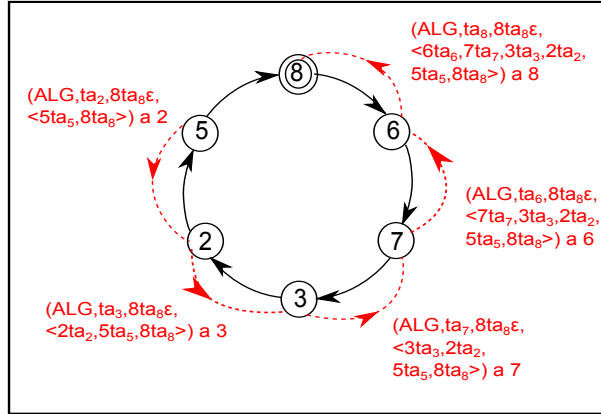 (ALG,ta₈,8ta₈ε,
<6ta₆,7ta₇,3ta₃,2ta₂,
5ta₅,8ta₈>) a 8
8
(ALG,ta₂,8ta₈ε,
<5ta₅,8ta₈>) a 2
5
6
(ALG,ta₆,8ta₈ε,
<7ta₇,3ta₃,2ta₂,
5ta₅,8ta₈>) a 6
2
7
3
(ALG,ta₃,8ta₈ε,
<2ta₂,5ta₅,8ta₈>) a 3
(ALG,ta₇,8ta₈ε,
<3ta₃,2ta₂,
5ta₅,8ta₈>) a 7